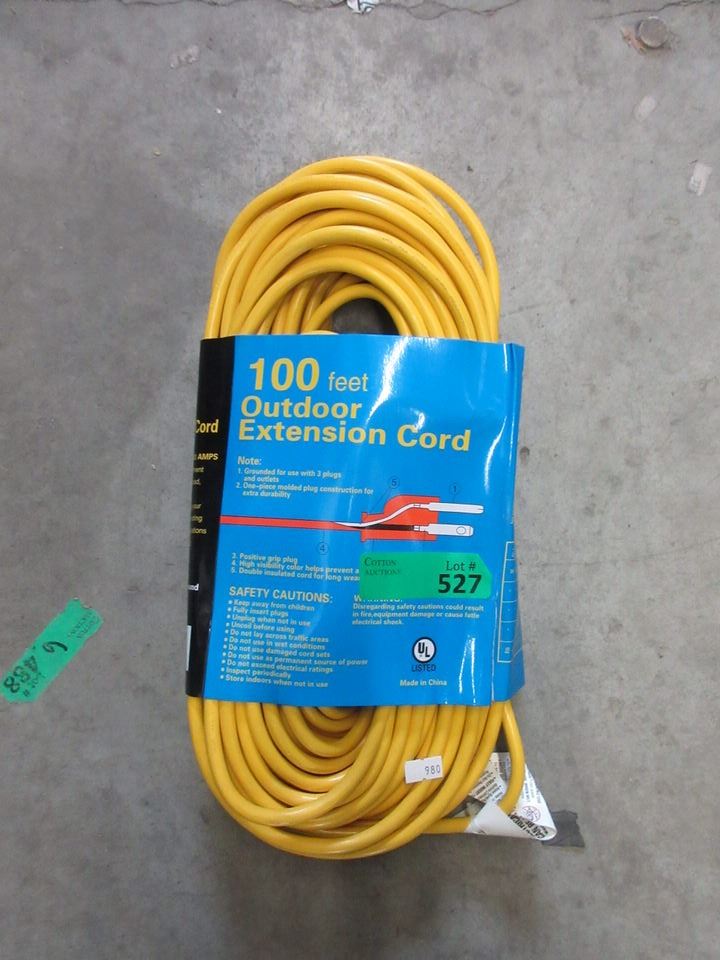 100 feet
Outdoor
Extension Cord
Cord
AMPS
Note:
1. Grounded for use with 3 plugs
and outlets
2. One-piece molded plug construction for
extra durability
5
1
4
3. Positive grip plug
4. High visibility color helps prevent a
5. Double insulated cord for long wea
COTTON
AUCTIONS
Lot #
527
SAFETY CAUTIONS:
• Keep away from children
• Fully insert plugs
• Unplug when not in use
• Uncoil before using
• Do not lay across traffic areas
• Do not use in wet conditions
• Do not use damaged cord sets
• Do not use as permanent source of power
• Do not exceed electrical ratings
• Inspect periodically
• Store indoors when not in use
WARNING:
Disregarding safety cautions could result
in fire,equipment damage or cause fatle
electrical shock.
UL
LISTED
Made in China
980
488